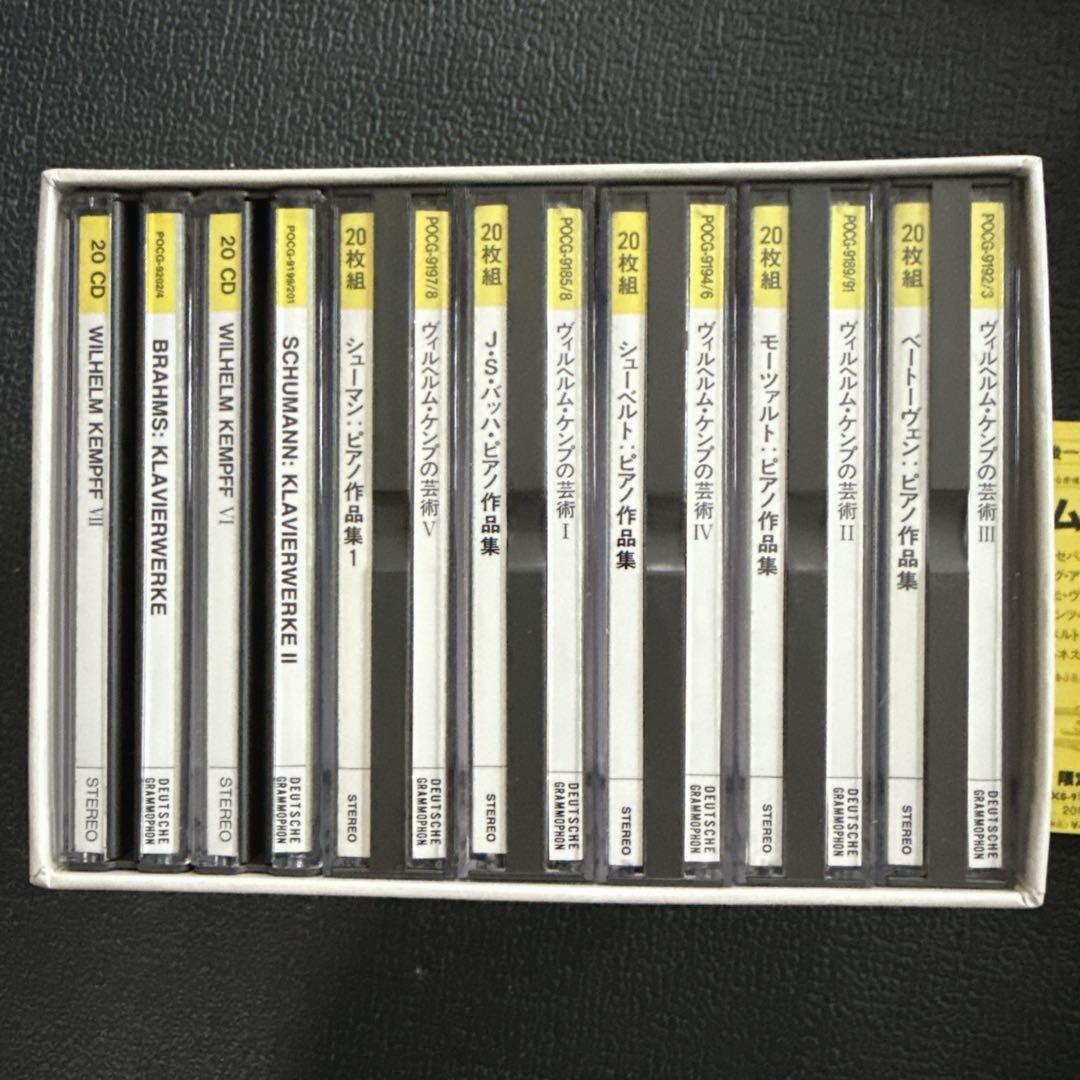 20 CD WILHELM KEMPFF VII STEREO
POCG-9202/4 BRAHMS: KLAVIERWERKE DEUTSCHE GRAMMOPHON
20 CD WILHELM KEMPFF VI STEREO
POCG-9199/201 SCHUMANN: KLAVIERWERKE II DEUTSCHE GRAMMOPHON
20枚組 シューマン：ピアノ作品集1 STEREO
POCG-9197/8 ヴィルヘルム・ケンプの芸術 V DEUTSCHE GRAMMOPHON
20枚組 J・S・バッハ・ピアノ作品集 STEREO
POCG-9185/8 ヴィルヘルム・ケンプの芸術 I DEUTSCHE GRAMMOPHON
20枚組 シューベルト：ピアノ作品集 STEREO
POCG-9194/6 ヴィルヘルム・ケンプの芸術 IV DEUTSCHE GRAMMOPHON
20枚組 モーツァルト：ピアノ作品集 STEREO
POCG-9189/91 ヴィルヘルム・ケンプの芸術 II DEUTSCHE GRAMMOPHON
20枚組 ベートーヴェン：ピアノ作品集 STEREO
POCG-9192/3 ヴィルヘルム・ケンプの芸術 III DEUTSCHE GRAMMOPHON
ム
限定